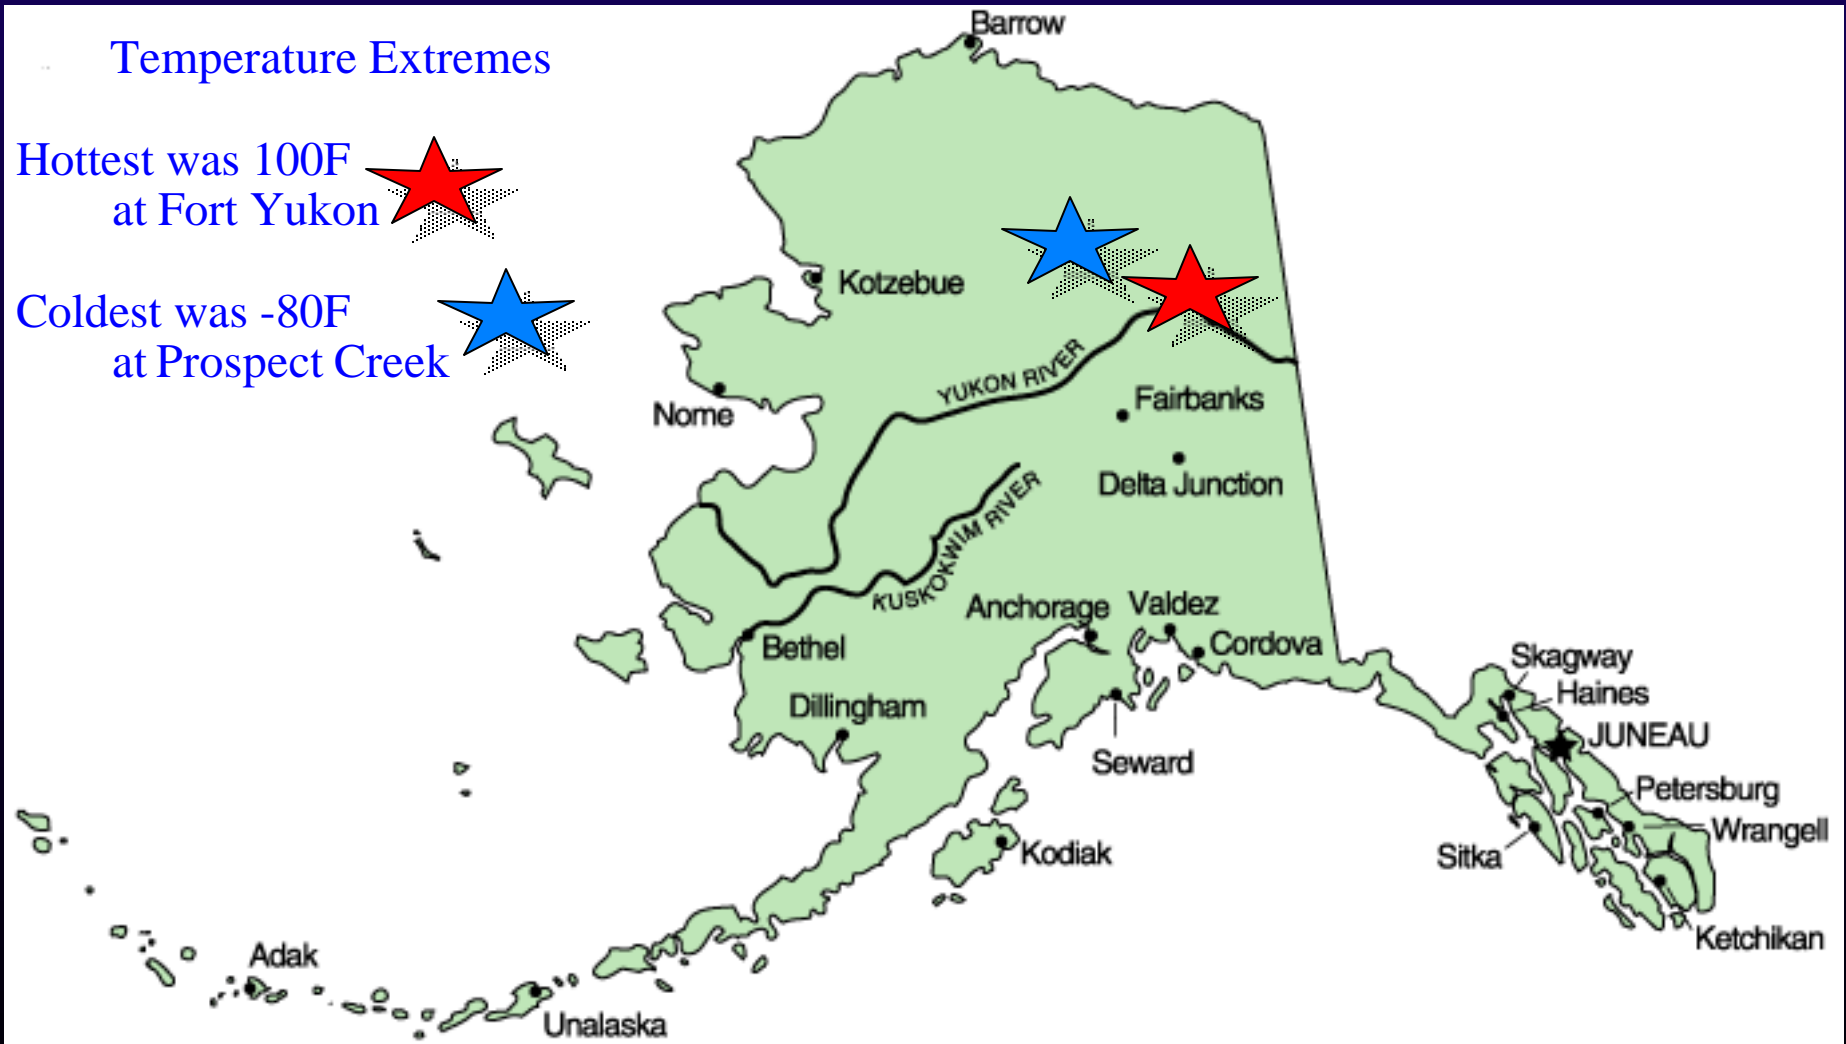 Temperature Extremes
Hottest was 100F
at Fort Yukon
Coldest was -80F
at Prospect Creek
Barrow
Kotzebue
YUKON RIVER
Nome
Fairbanks
Delta Junction
KUSKOKWIM RIVER
Anchorage
Valdez
Cordova
Bethel
Dillingham
Seward
Skagway
Haines
JUNEAU
Petersburg
Wrangell
Sitka
Kodiak
Ketchikan
Adak
Unalaska